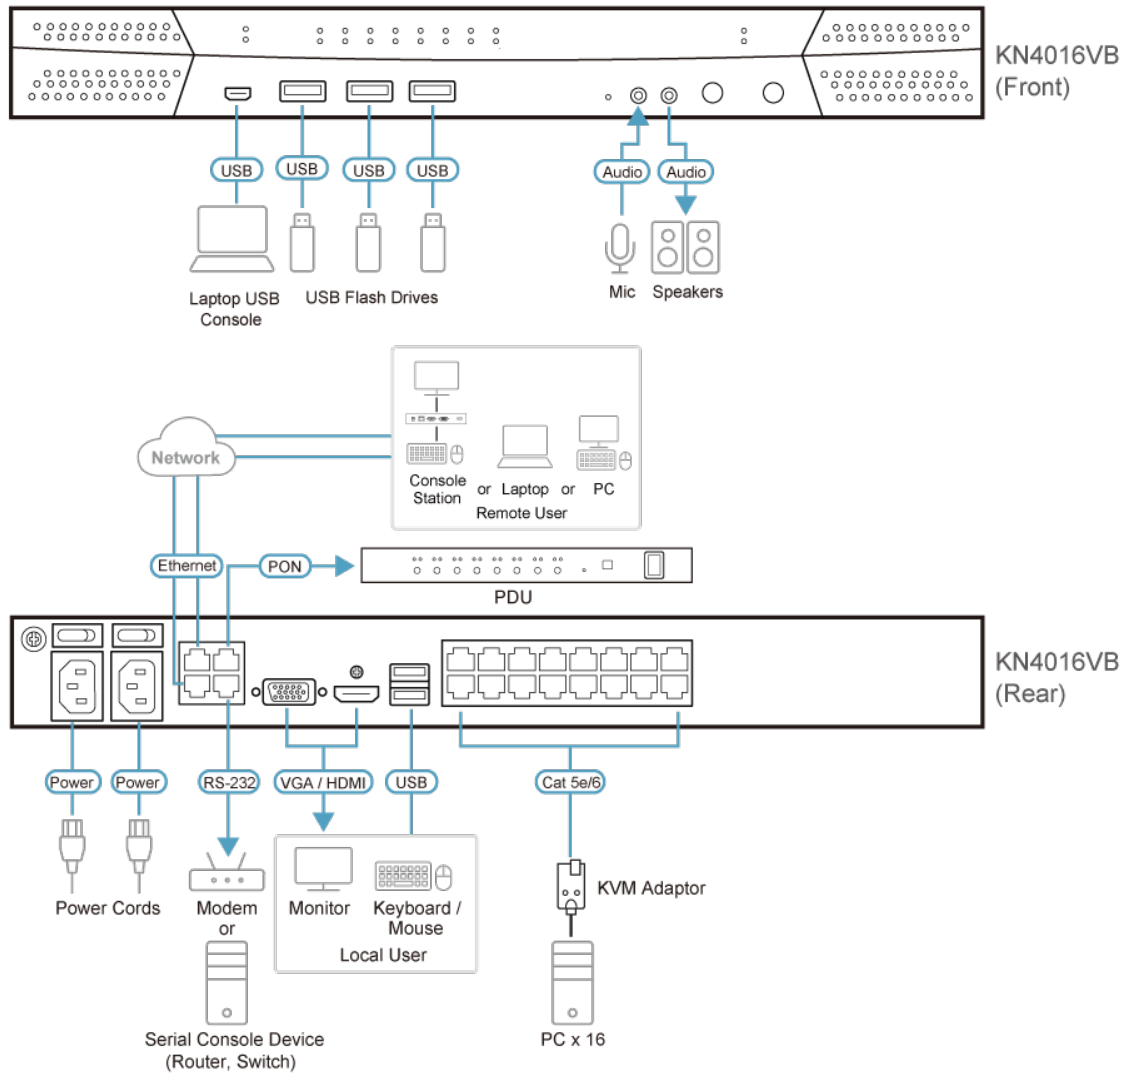 KN4016VB
(Front)
USB
USB
USB
USB
Audio
Audio
Laptop USB
Console
USB Flash Drives
Mic
Speakers
Network
Console
Station
or
Laptop
or
PC
Remote User
Ethernet
PON
PDU
KN4016VB
(Rear)
Power
Power
RS-232
VGA / HDMI
USB
Cat 5e/6
Power Cords
Modem
or
Serial Console Device
(Router, Switch)
Monitor
Keyboard /
Mouse
Local User
KVM Adaptor
PC x 16